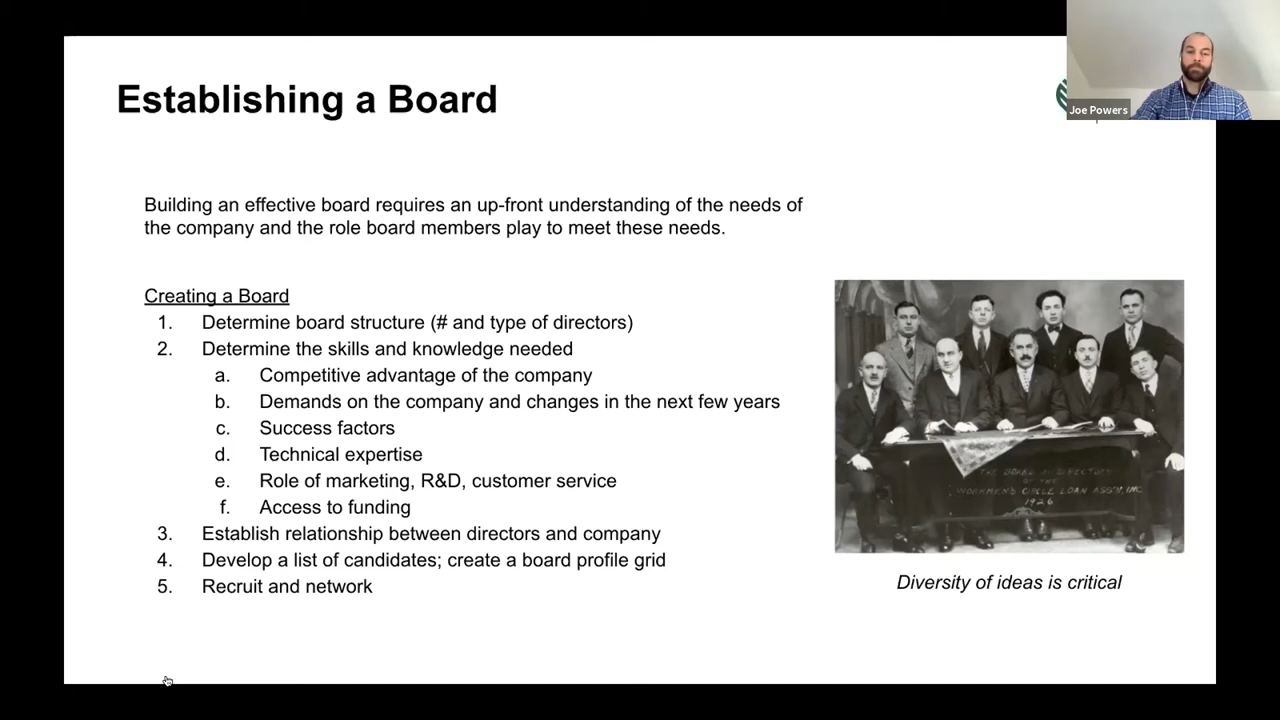 Establishing a Board
Joe Powers
Building an effective board requires an up-front understanding of the needs of
the company and the role board members play to meet these needs.
Creating a Board
1. Determine board structure (# and type of directors)
2. Determine the skills and knowledge needed
a. Competitive advantage of the company
b. Demands on the company and changes in the next few years
c. Success factors
d. Technical expertise
e. Role of marketing, R&D, customer service
f. Access to funding
3. Establish relationship between directors and company
4. Develop a list of candidates; create a board profile grid
5. Recruit and network
THE BOARD OF DIRECTORS
OF THE
WORKMEN'S CIRCLE LOAN ASS'N, INC.
1926
Diversity of ideas is critical